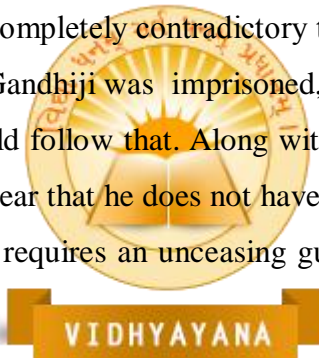 ompletely contradictory t
Gandhiji was imprisoned,
ld follow that. Along wit
ear that he does not have
requires an unceasing gu
VIDHYAYANA